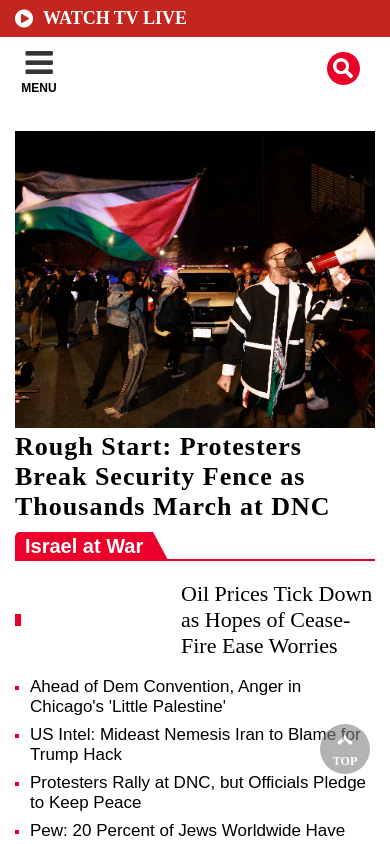 WATCH TV LIVE
MENU
Rough Start: Protesters
Break Security Fence as
Thousands March at DNC
Israel at War
Oil Prices Tick Down
as Hopes of Cease-
Fire Ease Worries
Ahead of Dem Convention, Anger in
Chicago's 'Little Palestine'
US Intel: Mideast Nemesis Iran to Blame for
Trump Hack
TOP
Protesters Rally at DNC, but Officials Pledge
to Keep Peace
Pew: 20 Percent of Jews Worldwide Have